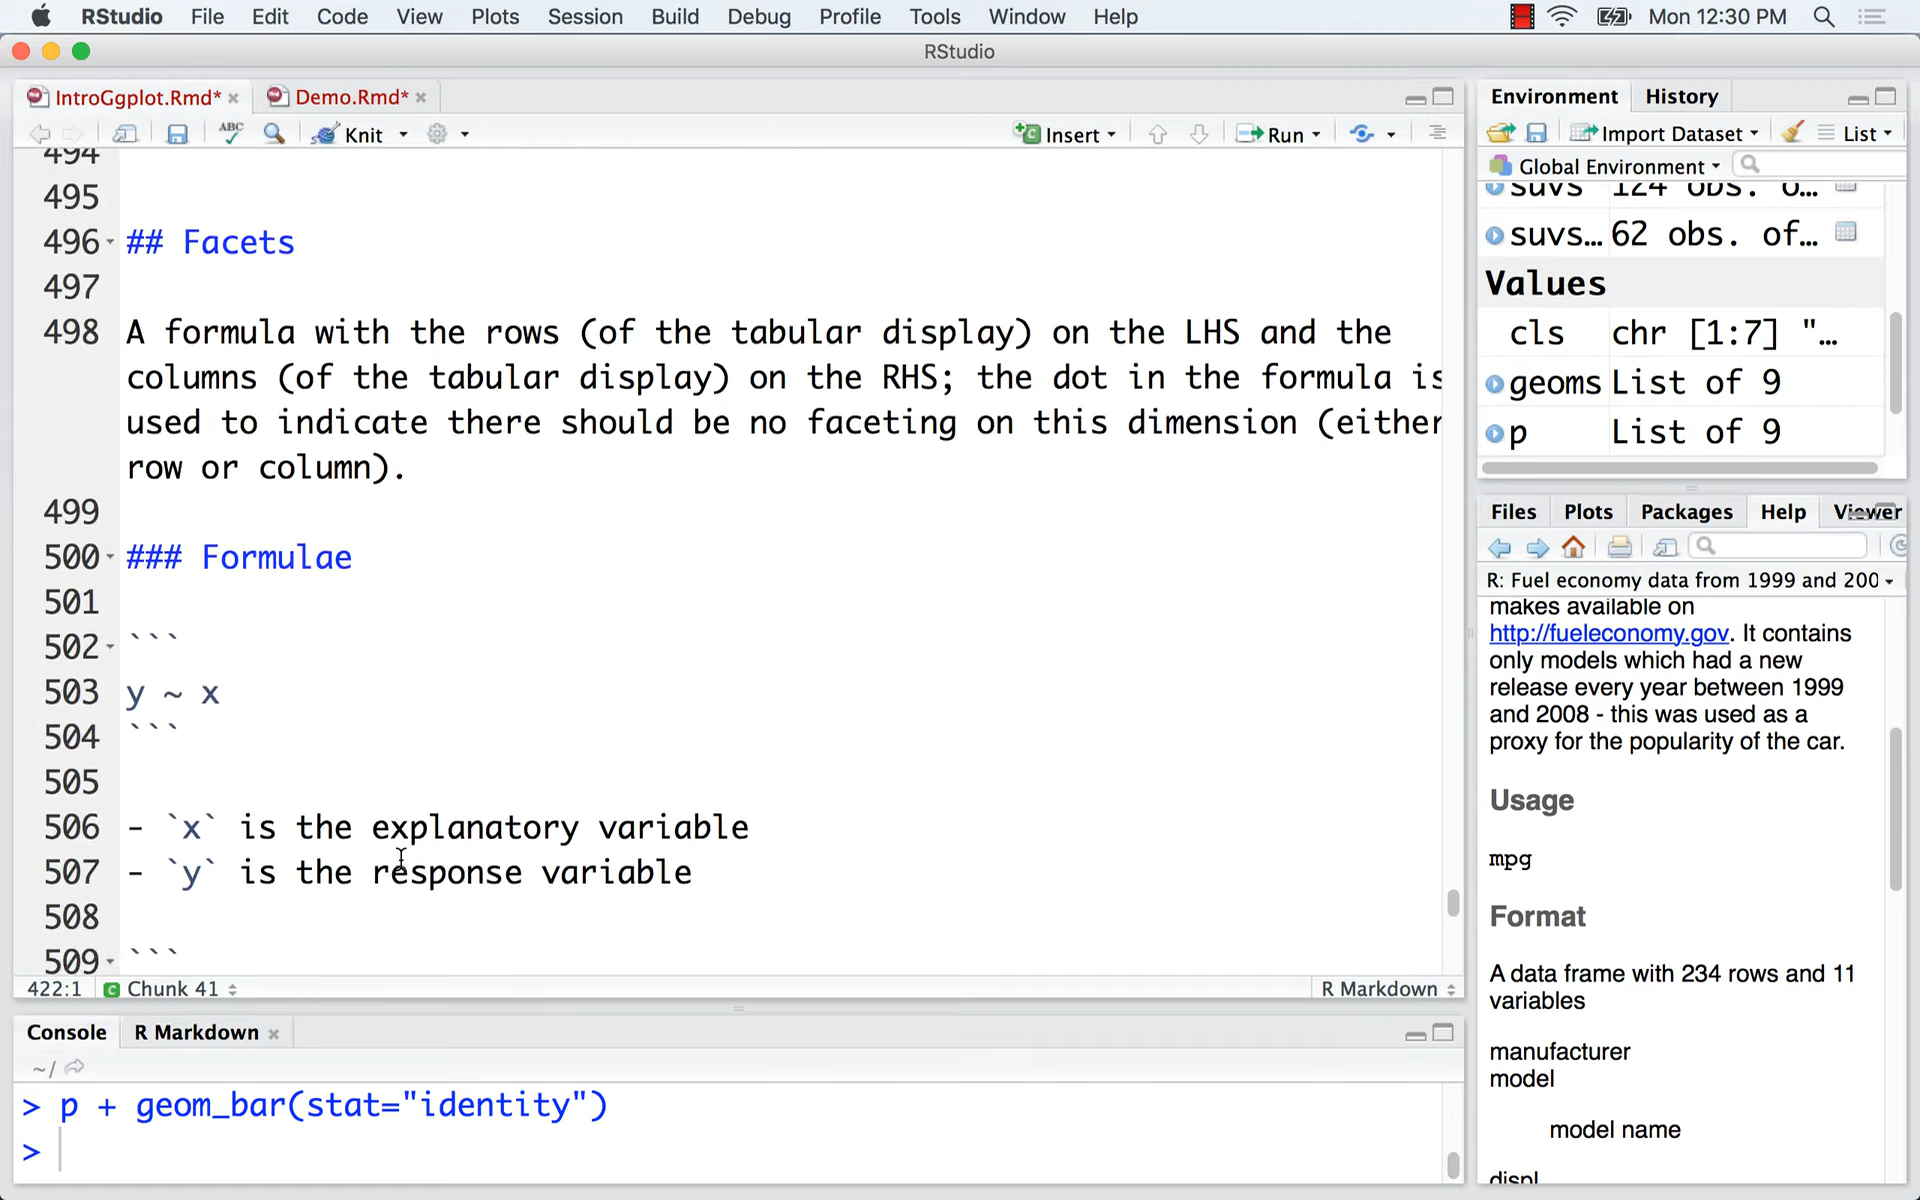 RStudio File Edit Code View Plots Session Build Debug Profile Tools Window Help Mon 12:30 PM
RStudio
IntroGgplot.Rmd* Demo.Rmd*
ABC Knit Insert Run
494
495
496 ## Facets
497
498 A formula with the rows (of the tabular display) on the LHS and the
columns (of the tabular display) on the RHS; the dot in the formula is
used to indicate there should be no faceting on this dimension (either
row or column).
499
500 ### Formulae
501
502 ```
503 y ~ x
504 ```
505
506 - `x` is the explanatory variable
507 - `y` is the response variable
508
509 ```
422:1 Chunk 41 R Markdown
Console R Markdown
~/
> p + geom_bar(stat="identity")
>
Environment History
Import Dataset List
Global Environment
suvs 124 obs. o…
suvs… 62 obs. of…
Values
cls chr [1:7] "…
geoms List of 9
p List of 9
Files Plots Packages Help Viewer
R: Fuel economy data from 1999 and 200
makes available on
http://fueleconomy.gov. It contains
only models which had a new
release every year between 1999
and 2008 - this was used as a
proxy for the popularity of the car.
Usage
mpg
Format
A data frame with 234 rows and 11
variables
manufacturer
model
model name
displ